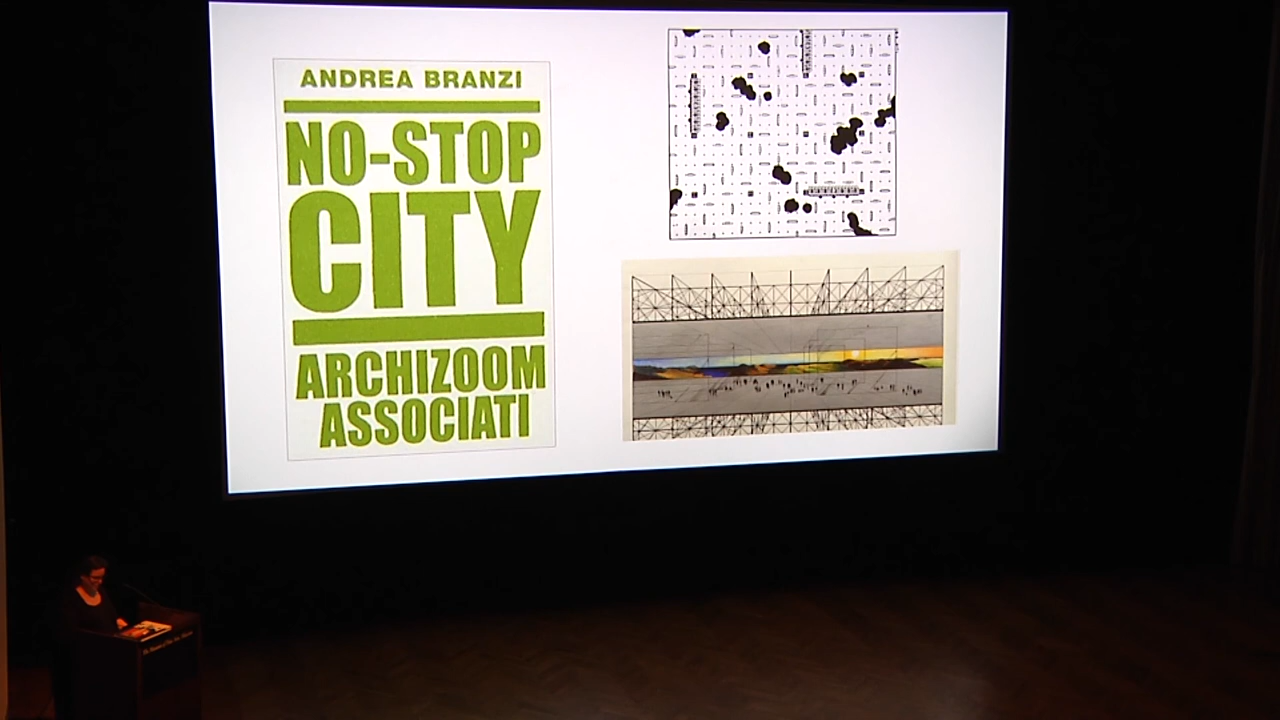 ANDREA BRANZI
NO-STOP
CITY
ARCHIZOOM
ASSOCIATI